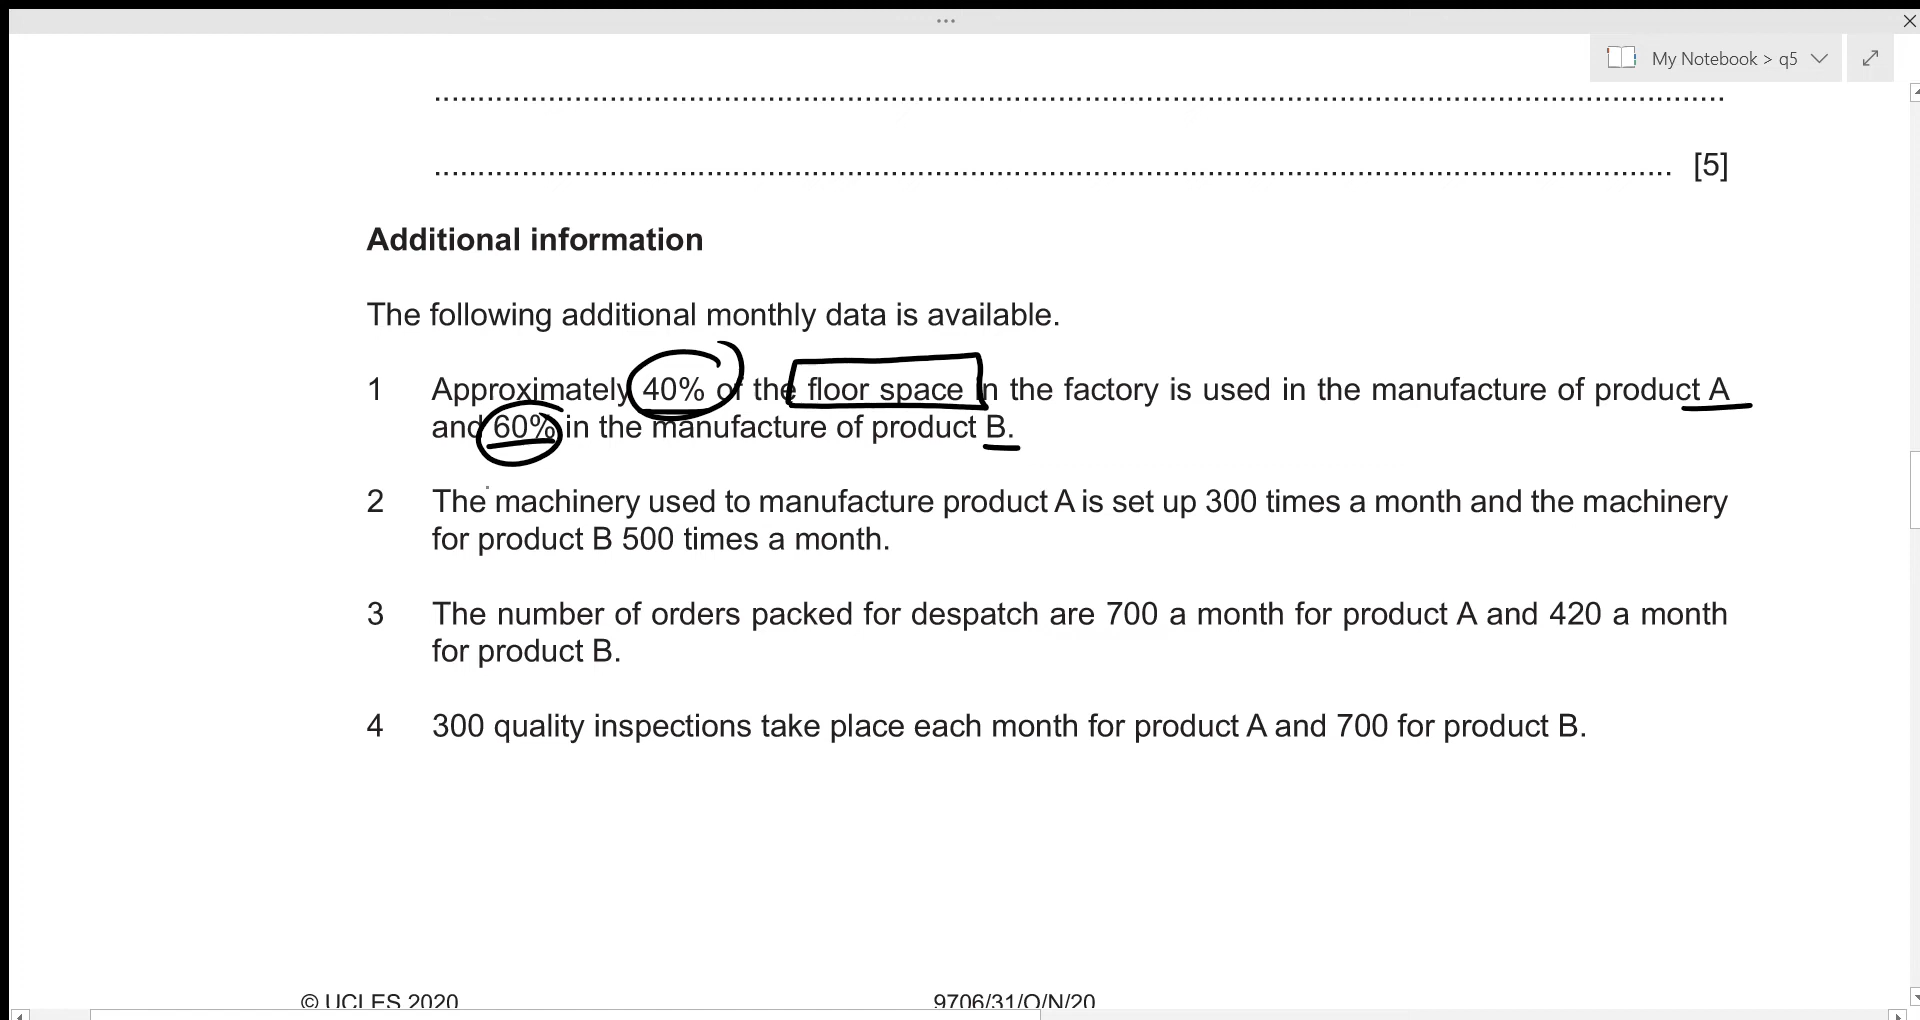 ...
My Notebook > q5
................................................................................
................................................................................ [5]
Additional information
The following additional monthly data is available.
1 Approximately 40% of the floor space in the factory is used in the manufacture of product A
and 60% in the manufacture of product B.
2 The machinery used to manufacture product A is set up 300 times a month and the machinery
for product B 500 times a month.
3 The number of orders packed for despatch are 700 a month for product A and 420 a month
for product B.
4 300 quality inspections take place each month for product A and 700 for product B.
© UCLES 2020 9706/31/O/N/20